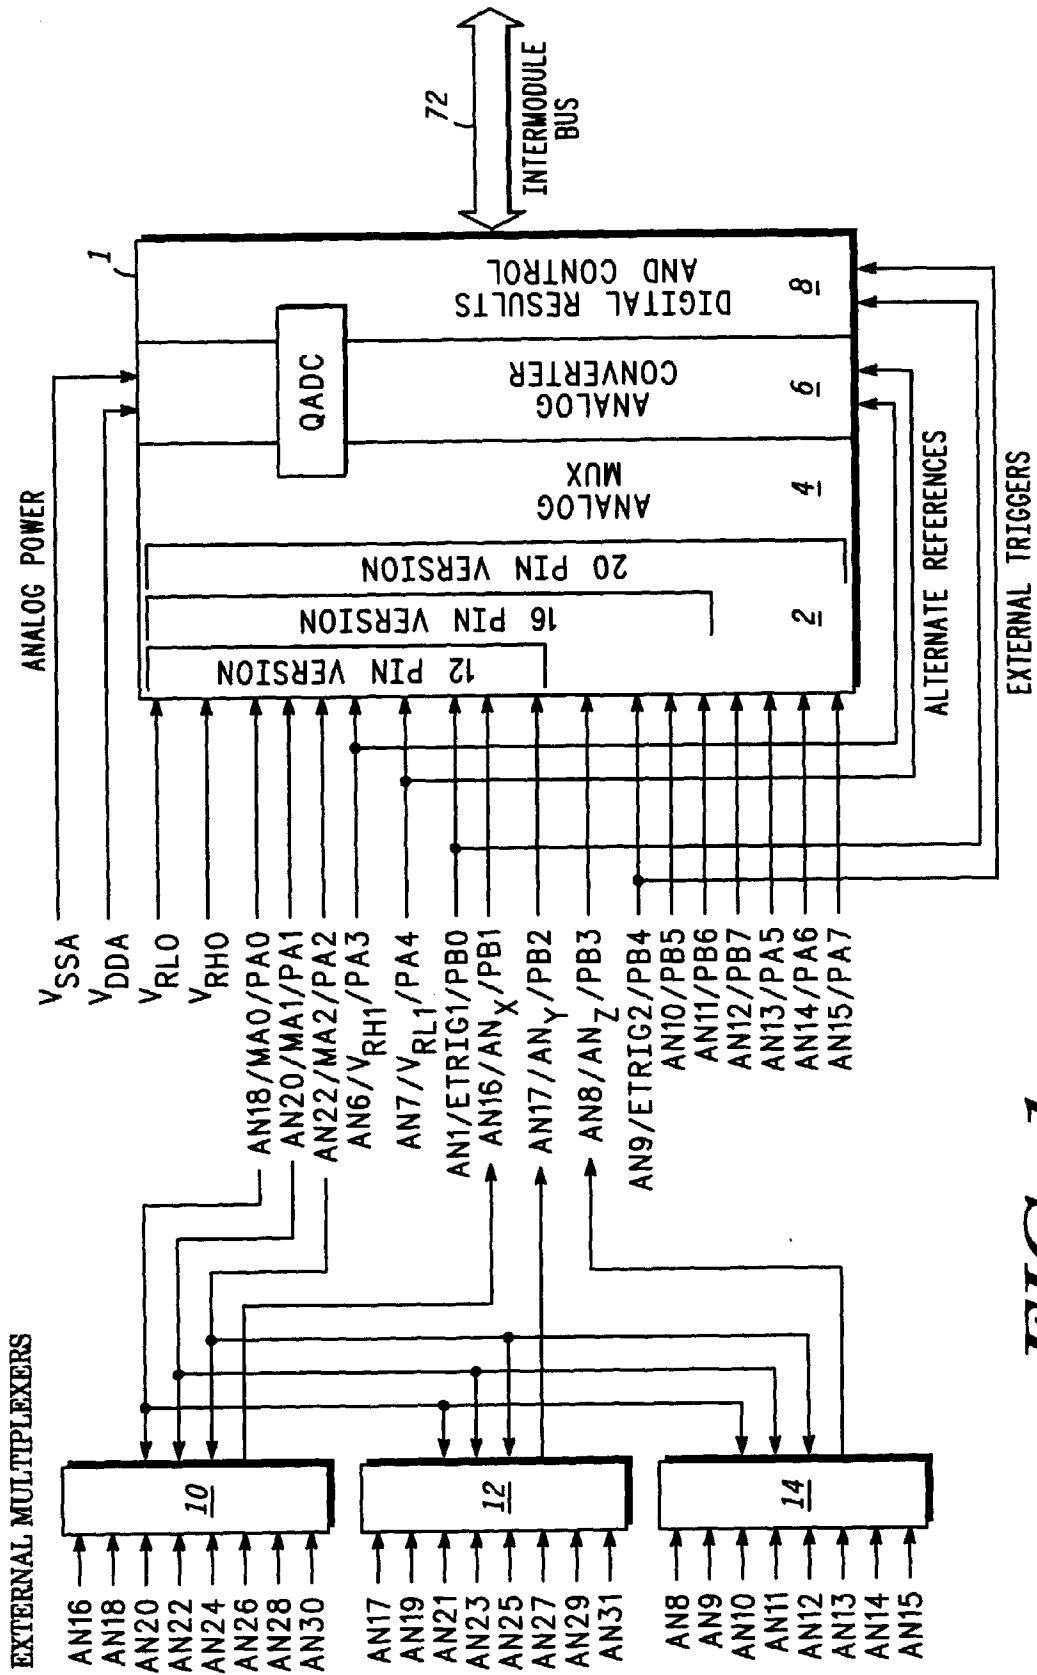 EXTERNAL MULTIPLEXERS
AN16
AN18
AN20
AN22
AN24
AN26
AN28
AN30
10
AN17
AN19
AN21
AN23
AN25
AN27
AN29
AN31
12
AN8
AN9
AN10
AN11
AN12
AN13
AN14
AN15
14
ANALOG POWER
VSSA
VDDA
VRL0
VRH0
AN18/MA0/PA0
AN20/MA1/PA1
AN22/MA2/PA2
AN6/VRH1/PA3
AN7/VRL1/PA4
AN1/ETRIG1/PB0
AN16/ANX/PB1
AN17/ANY/PB2
AN8/ANZ/PB3
AN9/ETRIG2/PB4
AN10/PB5
AN11/PB6
AN12/PB7
AN13/PA5
AN14/PA6
AN15/PA7
12 PIN VERSION
16 PIN VERSION
20 PIN VERSION
2
ANALOG
MUX
4
QADC
ANALOG
CONVERTER
6
DIGITAL RESULTS
AND CONTROL
8
1
72
INTERMODULE
BUS
ALTERNATE REFERENCES
EXTERNAL TRIGGERS